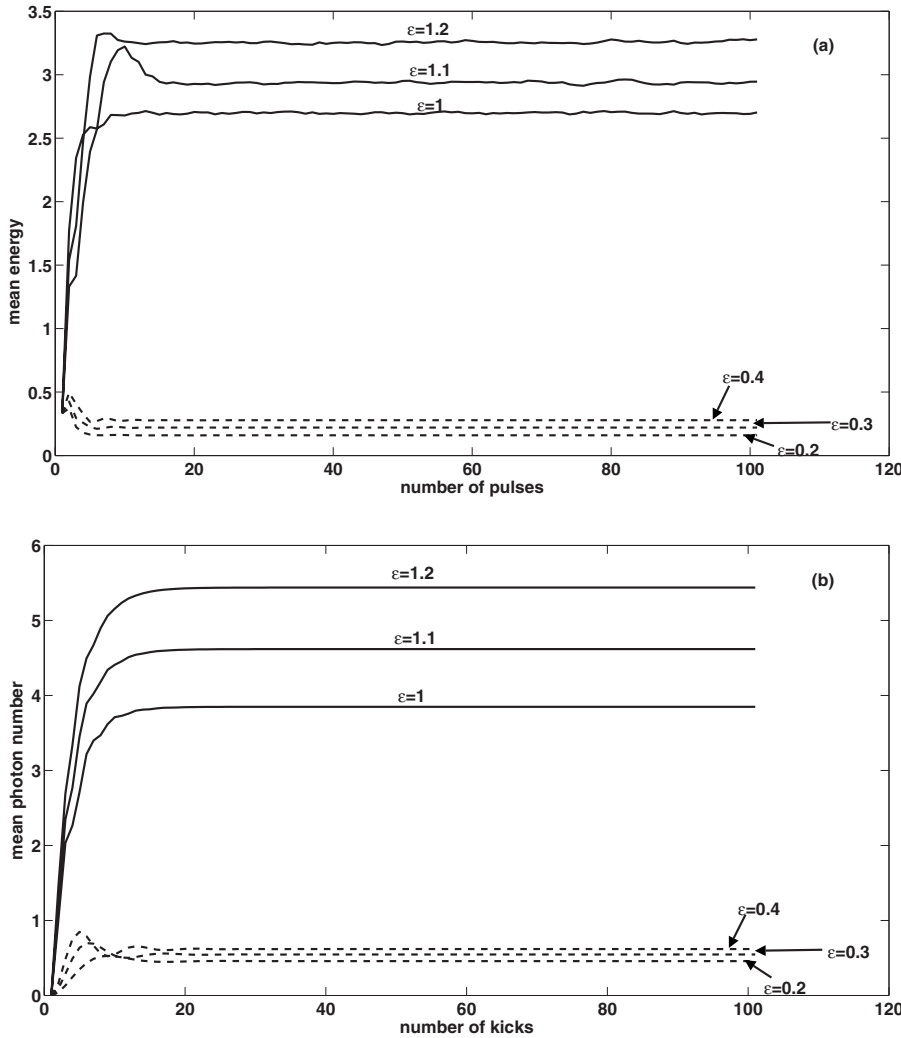 3.5
3
2.5
2
1.5
1
0.5
0
mean energy
ε=1.2
(a)
ε=1.1
ε=1
ε=0.4
ε=0.3
ε=0.2
0 20 40 60 80 100 120
number of pulses
6
5
4
3
2
1
0
mean photon number
ε=1.2
(b)
ε=1.1
ε=1
ε=0.4
ε=0.3
ε=0.2
0 20 40 60 80 100 120
number of kicks